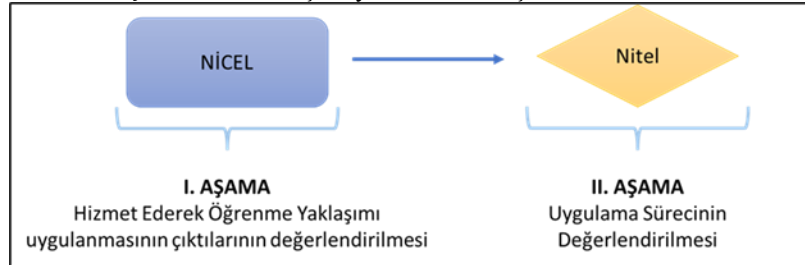 NİCEL
Nitel
I. AŞAMA
Hizmet Ederek Öğrenme Yaklaşımı
uygulanmasının çıktılarının değerlendirilmesi
II. AŞAMA
Uygulama Sürecinin
Değerlendirilmesi